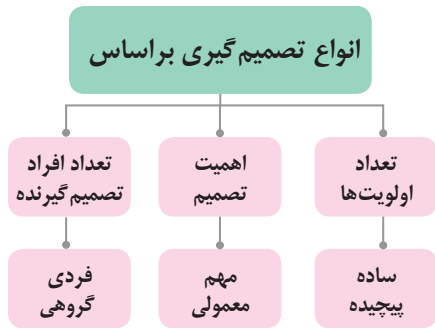 انواع تصمیم‌گیری براساس
تعداد
اولویت‌ها
اهمیت
تصمیم
تعداد افراد
تصمیم‌گیرنده
ساده
پیچیده
مهم
معمولی
فردی
گروهی